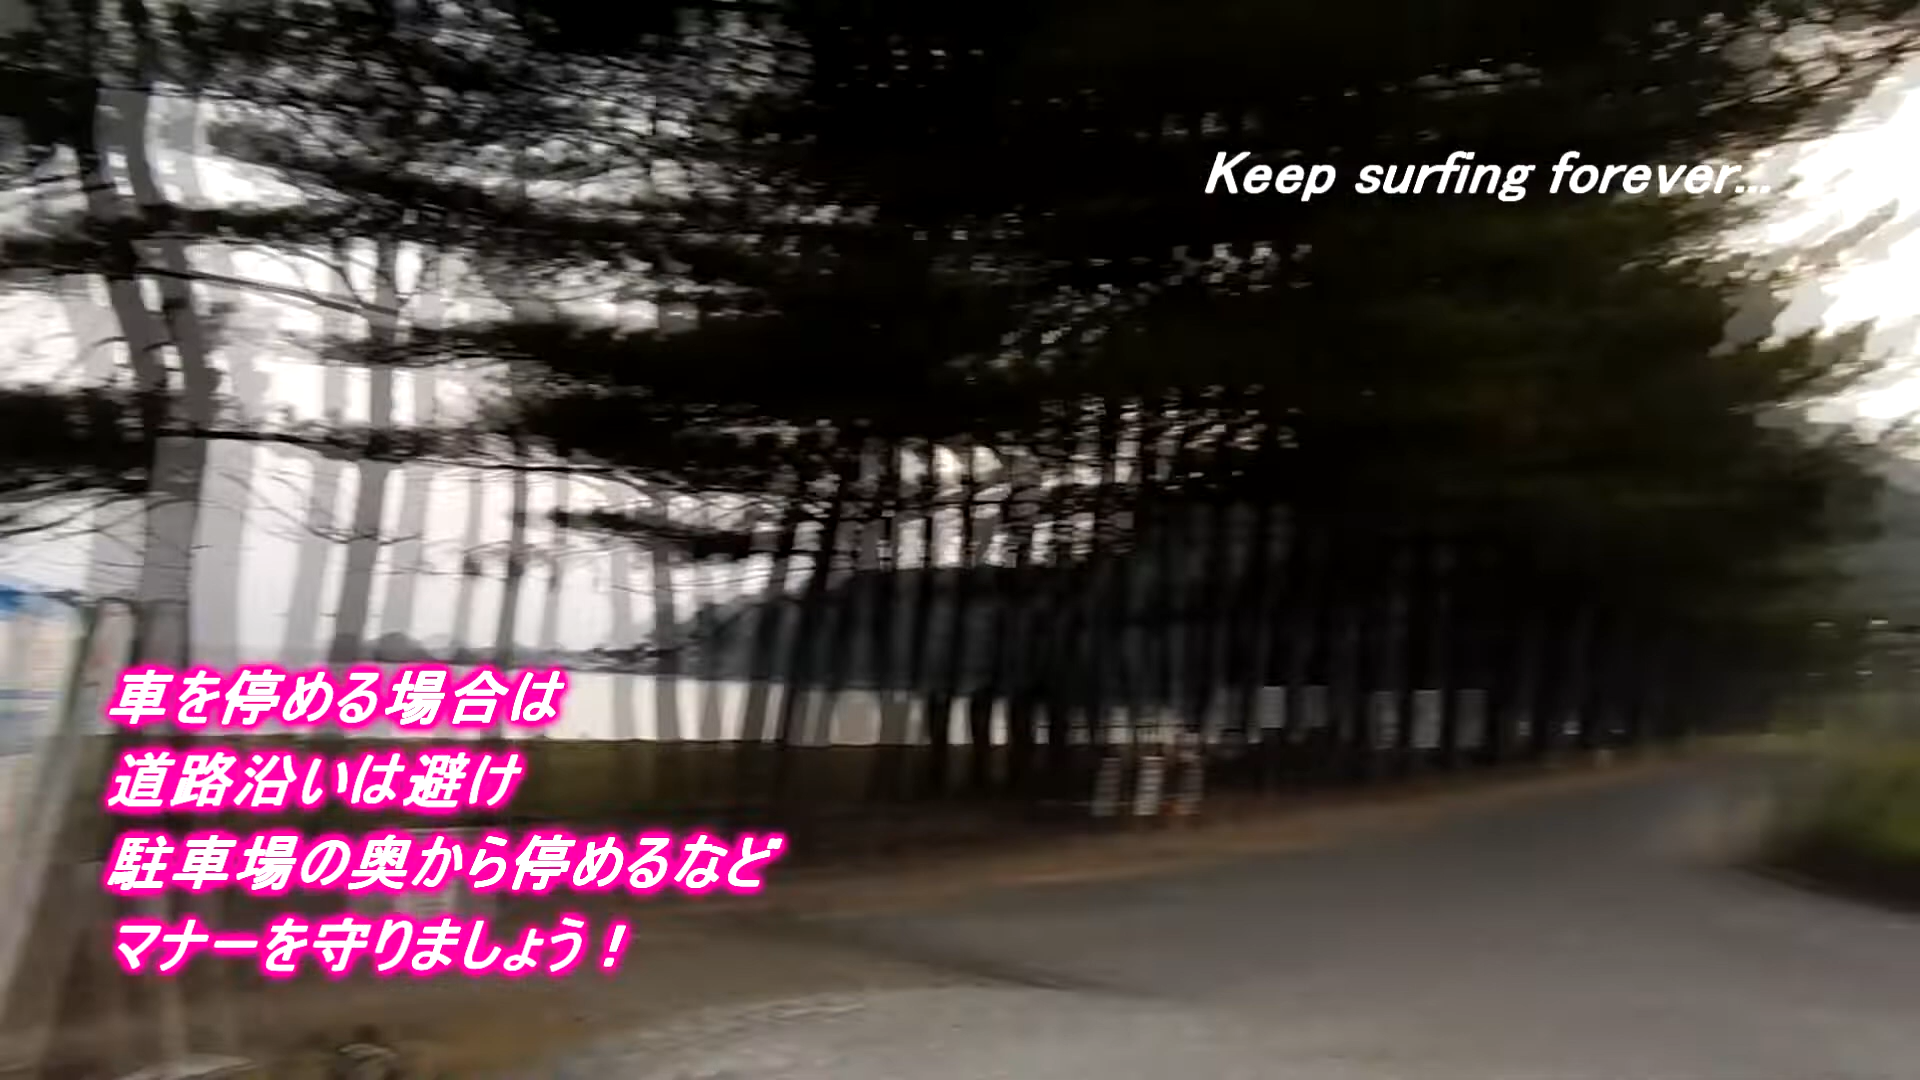 Keep surfing forever...
車を停める場合は
道路沿いは避け
駐車場の奥から停めるなど
マナーを守りましょう！